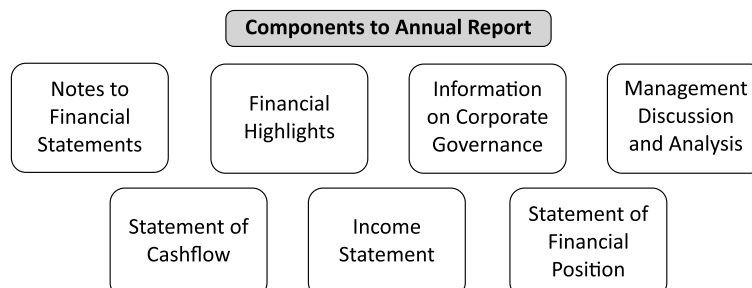 Components to Annual Report
Notes to
Financial
Statements
Financial
Highlights
Information
on Corporate
Governance
Management
Discussion
and Analysis
Statement of
Cashflow
Income
Statement
Statement of
Financial
Position